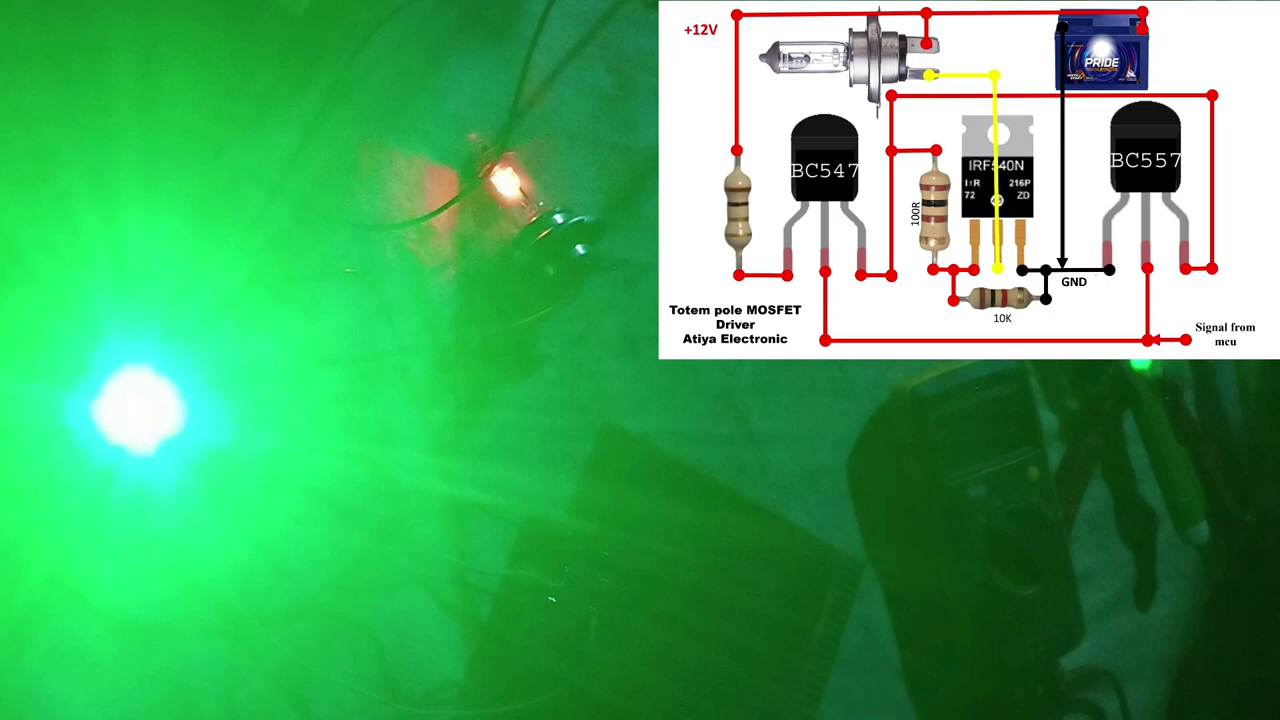 +12V
PRIDE
BC547
BC557
IRF540N
216P
72
ZD
100R
GND
10K
Totem pole MOSFET
Driver
Atiya Electronic
Signal from
mcu